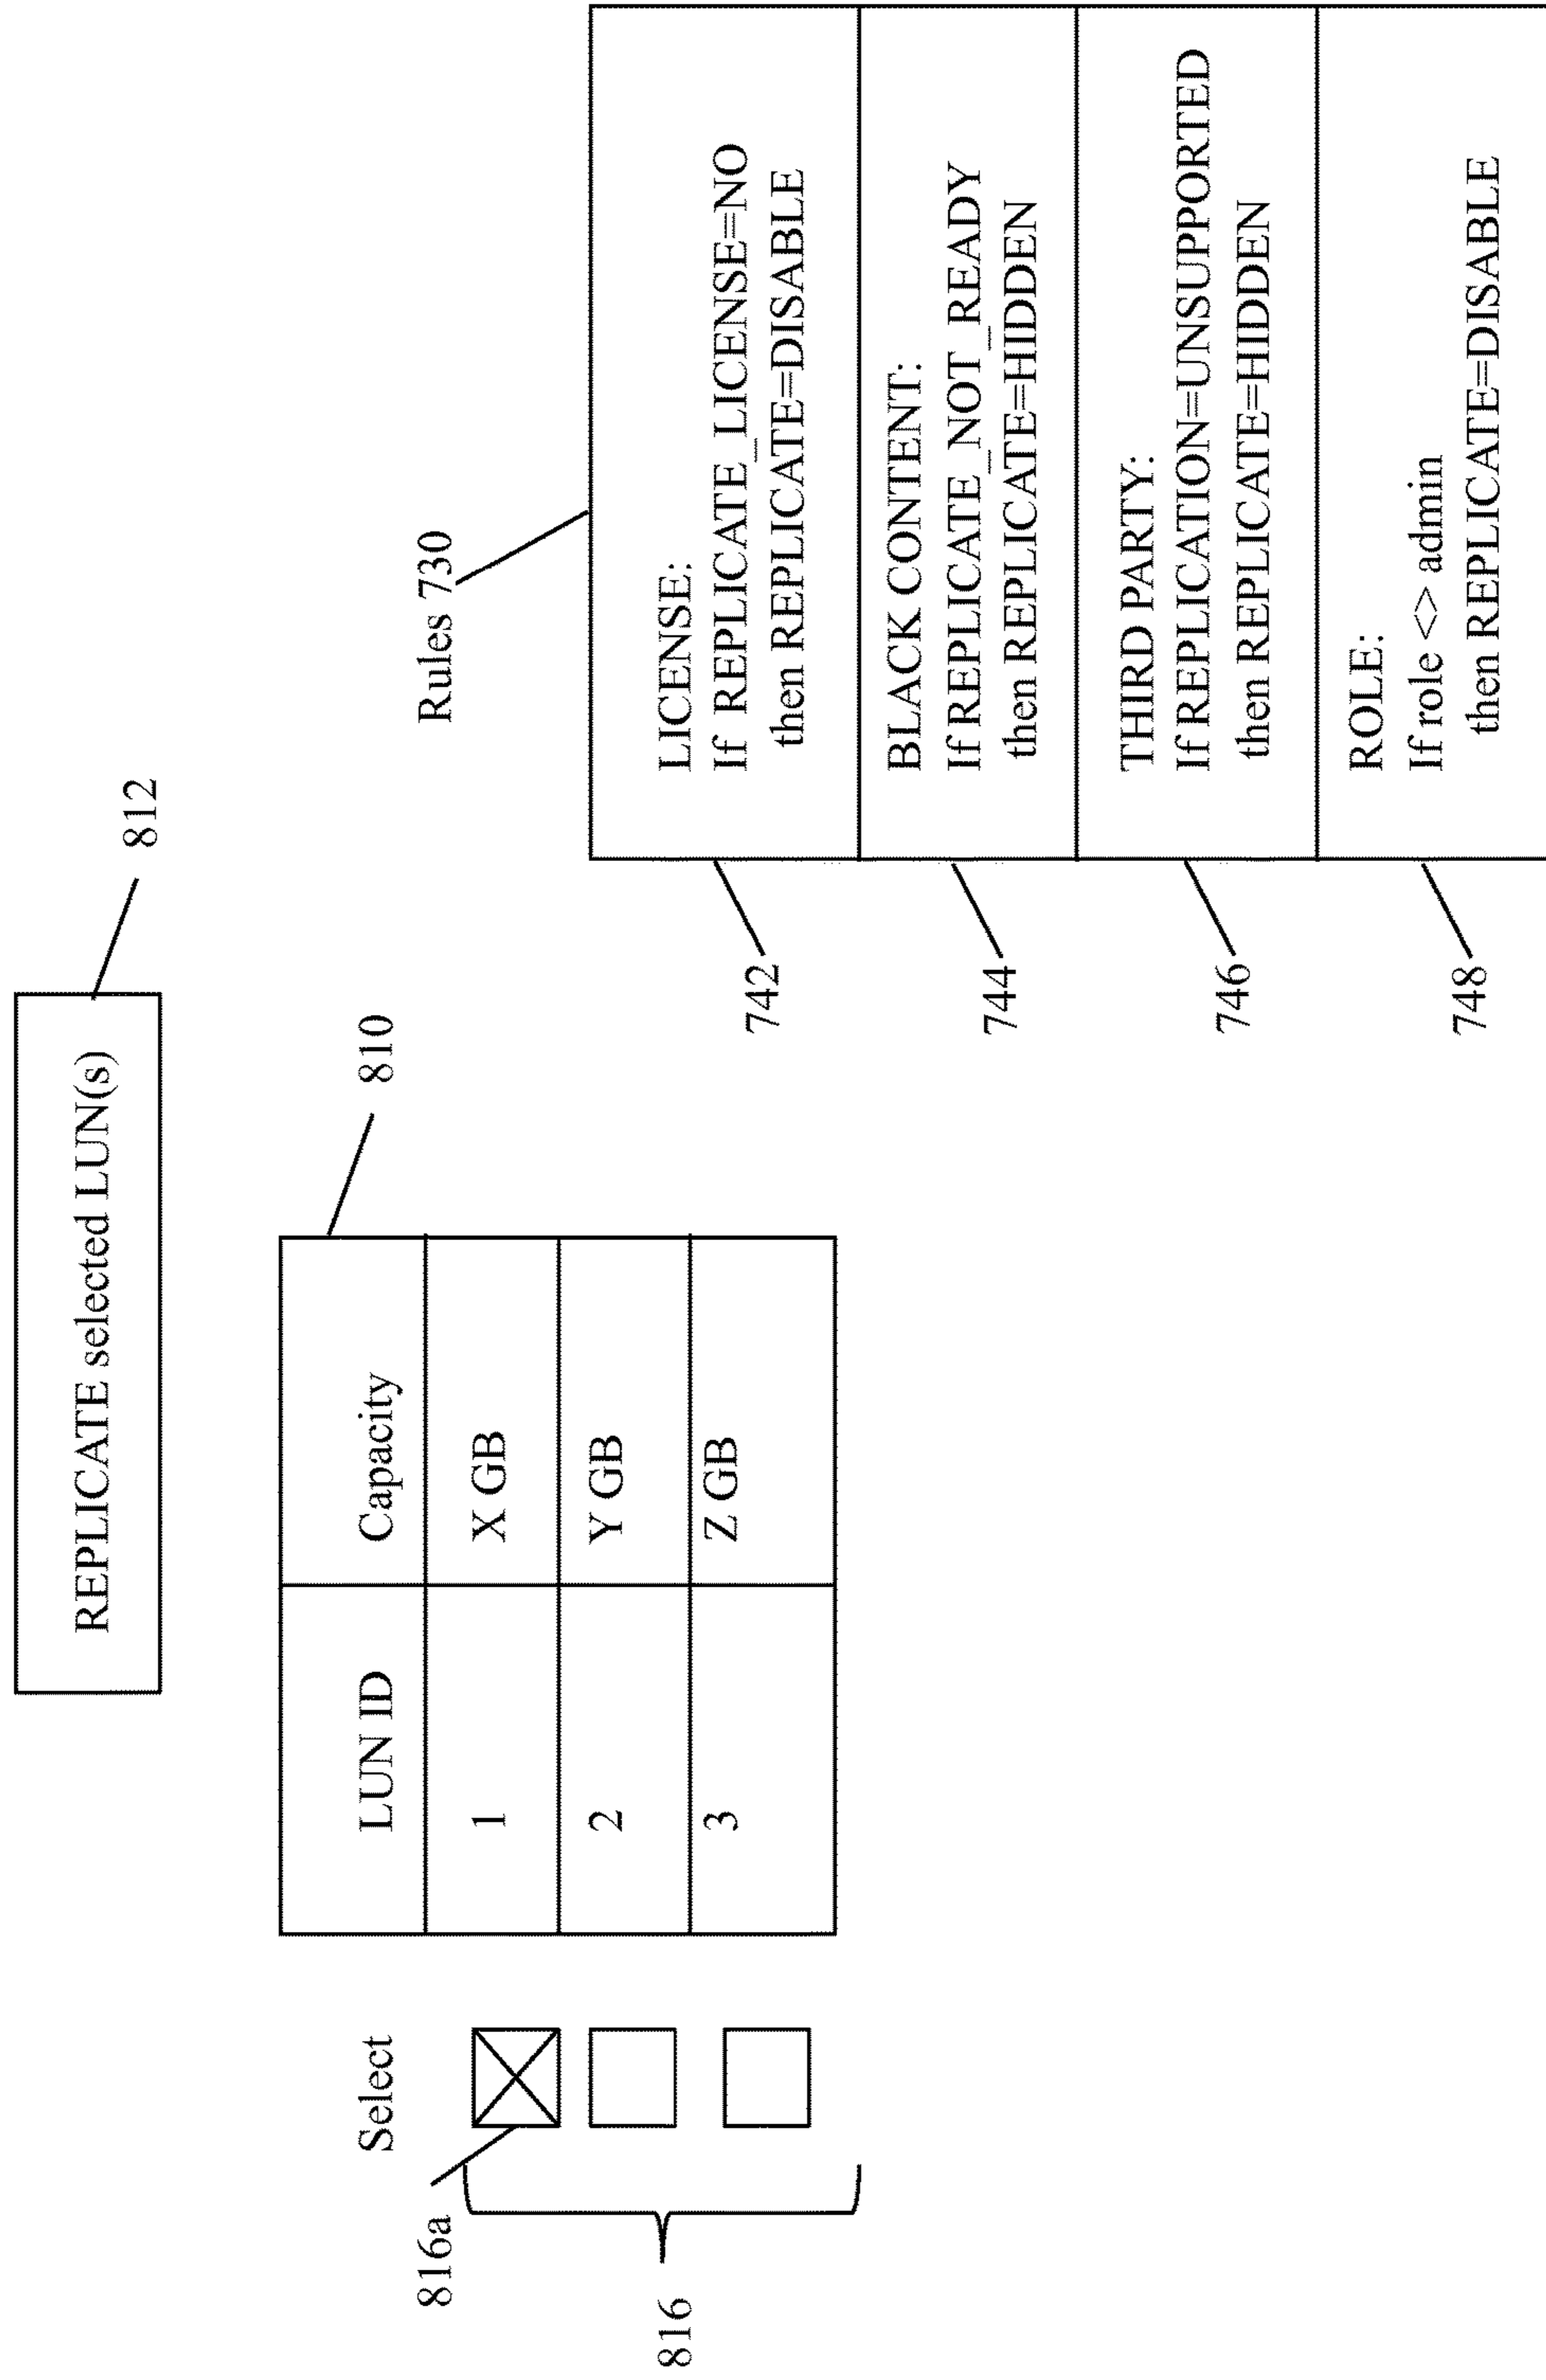 REPLICATE selected LUN(s)
812
810
Select
LUN ID Capacity
816a
1 X GB
2 Y GB
3 Z GB
816
Rules 730
742
LICENSE:
If REPLICATE_LICENSE=NO
then REPLICATE=DISABLE
744
BLACK CONTENT:
If REPLICATE_NOT_READY
then REPLICATE=HIDDEN
746
THIRD PARTY:
If REPLICATION=UNSUPPORTED
then REPLICATE=HIDDEN
748
ROLE:
If role <> admin
then REPLICATE=DISABLE